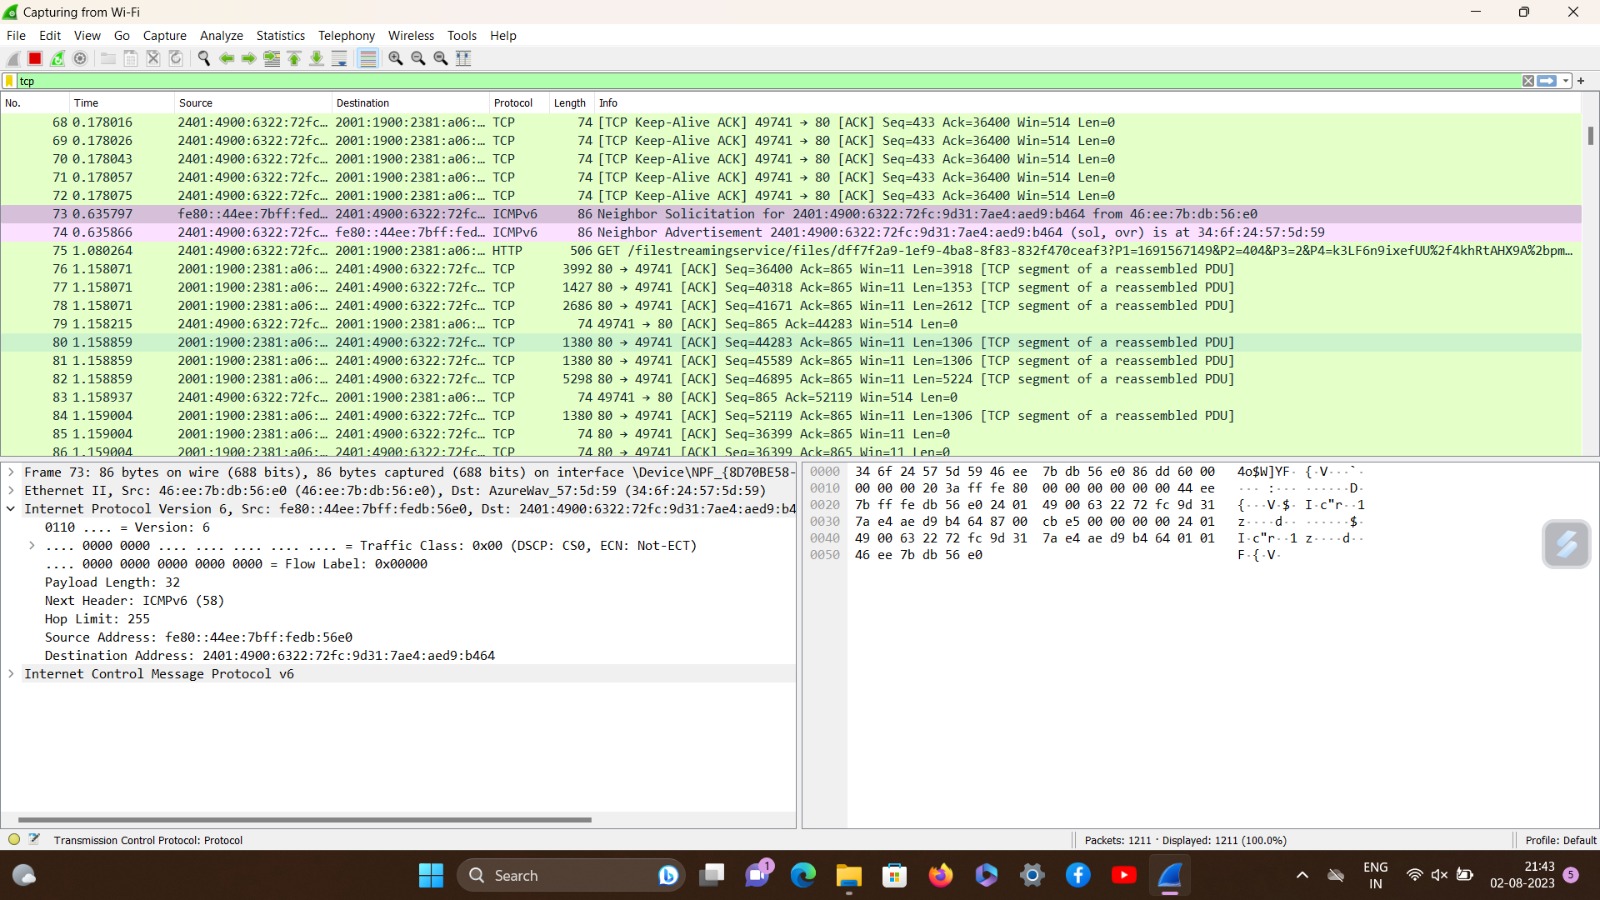 Capturing from Wi-Fi
File Edit View Go Capture Analyze Statistics Telephony Wireless Tools Help
tcp
No. Time Source Destination Protocol Length Info
68 0.178016 2401:4900:6322:72fc… 2001:1900:2381:a06:… TCP 74 [TCP Keep-Alive ACK] 49741 → 80 [ACK] Seq=433 Ack=36400 Win=514 Len=0
69 0.178026 2401:4900:6322:72fc… 2001:1900:2381:a06:… TCP 74 [TCP Keep-Alive ACK] 49741 → 80 [ACK] Seq=433 Ack=36400 Win=514 Len=0
70 0.178043 2401:4900:6322:72fc… 2001:1900:2381:a06:… TCP 74 [TCP Keep-Alive ACK] 49741 → 80 [ACK] Seq=433 Ack=36400 Win=514 Len=0
71 0.178057 2401:4900:6322:72fc… 2001:1900:2381:a06:… TCP 74 [TCP Keep-Alive ACK] 49741 → 80 [ACK] Seq=433 Ack=36400 Win=514 Len=0
72 0.178075 2401:4900:6322:72fc… 2001:1900:2381:a06:… TCP 74 [TCP Keep-Alive ACK] 49741 → 80 [ACK] Seq=433 Ack=36400 Win=514 Len=0
73 0.635797 fe80::44ee:7bff:fed… 2401:4900:6322:72fc… ICMPv6 86 Neighbor Solicitation for 2401:4900:6322:72fc:9d31:7ae4:aed9:b464 from 46:ee:7b:db:56:e0
74 0.635866 2401:4900:6322:72fc… fe80::44ee:7bff:fed… ICMPv6 86 Neighbor Advertisement 2401:4900:6322:72fc:9d31:7ae4:aed9:b464 (sol, ovr) is at 34:6f:24:57:5d:59
75 1.080264 2401:4900:6322:72fc… 2001:1900:2381:a06:… HTTP 506 GET /filestreamingservice/files/dff7f2a9-1ef9-4ba8-8f83-832f470ceaf3?P1=1691567149&P2=404&P3=2&P4=k3LF6n9ixefUU%2f4khRtAHX9A%2bpm…
76 1.158071 2001:1900:2381:a06:… 2401:4900:6322:72fc… TCP 3992 80 → 49741 [ACK] Seq=36400 Ack=865 Win=11 Len=3918 [TCP segment of a reassembled PDU]
77 1.158071 2001:1900:2381:a06:… 2401:4900:6322:72fc… TCP 1427 80 → 49741 [ACK] Seq=40318 Ack=865 Win=11 Len=1353 [TCP segment of a reassembled PDU]
78 1.158071 2001:1900:2381:a06:… 2401:4900:6322:72fc… TCP 2686 80 → 49741 [ACK] Seq=41671 Ack=865 Win=11 Len=2612 [TCP segment of a reassembled PDU]
79 1.158215 2401:4900:6322:72fc… 2001:1900:2381:a06:… TCP 74 49741 → 80 [ACK] Seq=865 Ack=44283 Win=514 Len=0
80 1.158859 2001:1900:2381:a06:… 2401:4900:6322:72fc… TCP 1380 80 → 49741 [ACK] Seq=44283 Ack=865 Win=11 Len=1306 [TCP segment of a reassembled PDU]
81 1.158859 2001:1900:2381:a06:… 2401:4900:6322:72fc… TCP 1380 80 → 49741 [ACK] Seq=45589 Ack=865 Win=11 Len=1306 [TCP segment of a reassembled PDU]
82 1.158859 2001:1900:2381:a06:… 2401:4900:6322:72fc… TCP 5298 80 → 49741 [ACK] Seq=46895 Ack=865 Win=11 Len=5224 [TCP segment of a reassembled PDU]
83 1.158937 2401:4900:6322:72fc… 2001:1900:2381:a06:… TCP 74 49741 → 80 [ACK] Seq=865 Ack=52119 Win=514 Len=0
84 1.159004 2001:1900:2381:a06:… 2401:4900:6322:72fc… TCP 1380 80 → 49741 [ACK] Seq=52119 Ack=865 Win=11 Len=1306 [TCP segment of a reassembled PDU]
85 1.159004 2001:1900:2381:a06:… 2401:4900:6322:72fc… TCP 74 80 → 49741 [ACK] Seq=36399 Ack=865 Win=11 Len=0
86 1.159004 2001:1900:2381:a06:… 2401:4900:6322:72fc… TCP 74 80 → 49741 [ACK] Seq=36399 Ack=865 Win=11 Len=0
Frame 73: 86 bytes on wire (688 bits), 86 bytes captured (688 bits) on interface \Device\NPF_{8D70BE58-
Ethernet II, Src: 46:ee:7b:db:56:e0 (46:ee:7b:db:56:e0), Dst: AzureWav_57:5d:59 (34:6f:24:57:5d:59)
Internet Protocol Version 6, Src: fe80::44ee:7bff:fedb:56e0, Dst: 2401:4900:6322:72fc:9d31:7ae4:aed9:b4
0110 .... = Version: 6
.... 0000 0000 .... .... .... .... .... = Traffic Class: 0x00 (DSCP: CS0, ECN: Not-ECT)
.... 0000 0000 0000 0000 0000 = Flow Label: 0x00000
Payload Length: 32
Next Header: ICMPv6 (58)
Hop Limit: 255
Source Address: fe80::44ee:7bff:fedb:56e0
Destination Address: 2401:4900:6322:72fc:9d31:7ae4:aed9:b464
Internet Control Message Protocol v6
0000 34 6f 24 57 5d 59 46 ee 7b db 56 e0 86 dd 60 00 4o$W]YF· {·V···`·
0010 00 00 00 20 3a ff fe 80 00 00 00 00 00 00 44 ee ··· :··· ······D·
0020 7b ff fe db 56 e0 24 01 49 00 63 22 72 fc 9d 31 {···V·$· I·c"r··1
0030 7a e4 ae d9 b4 64 87 00 cb e5 00 00 00 00 24 01 z····d·· ······$·
0040 49 00 63 22 72 fc 9d 31 7a e4 ae d9 b4 64 01 01 I·c"r··1 z····d··
0050 46 ee 7b db 56 e0 F·{·V·
Transmission Control Protocol: Protocol
Packets: 1211 · Displayed: 1211 (100.0%)
Profile: Default
Search
1
ENG
IN
21:43
02-08-2023
5